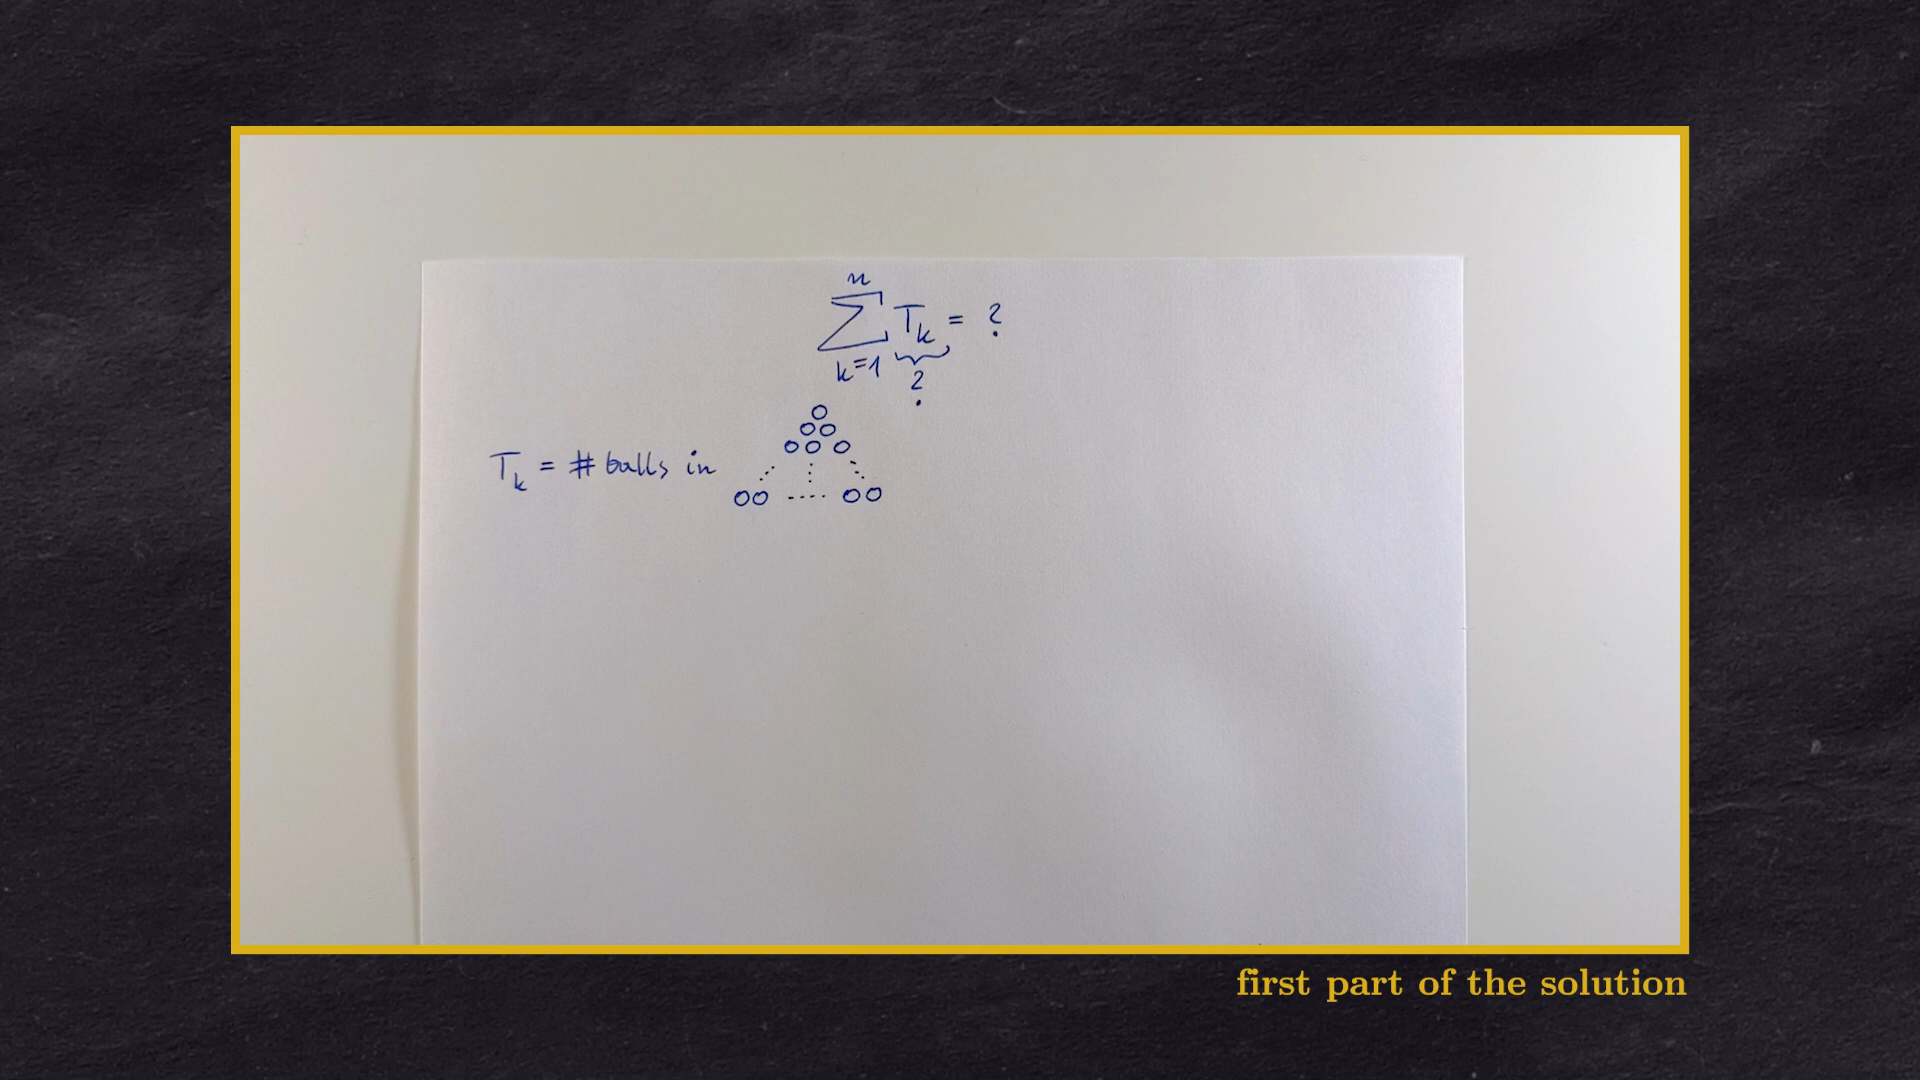 n
∑ T_k = ?
k=1 ?
T_k = # balls in
first part of the solution